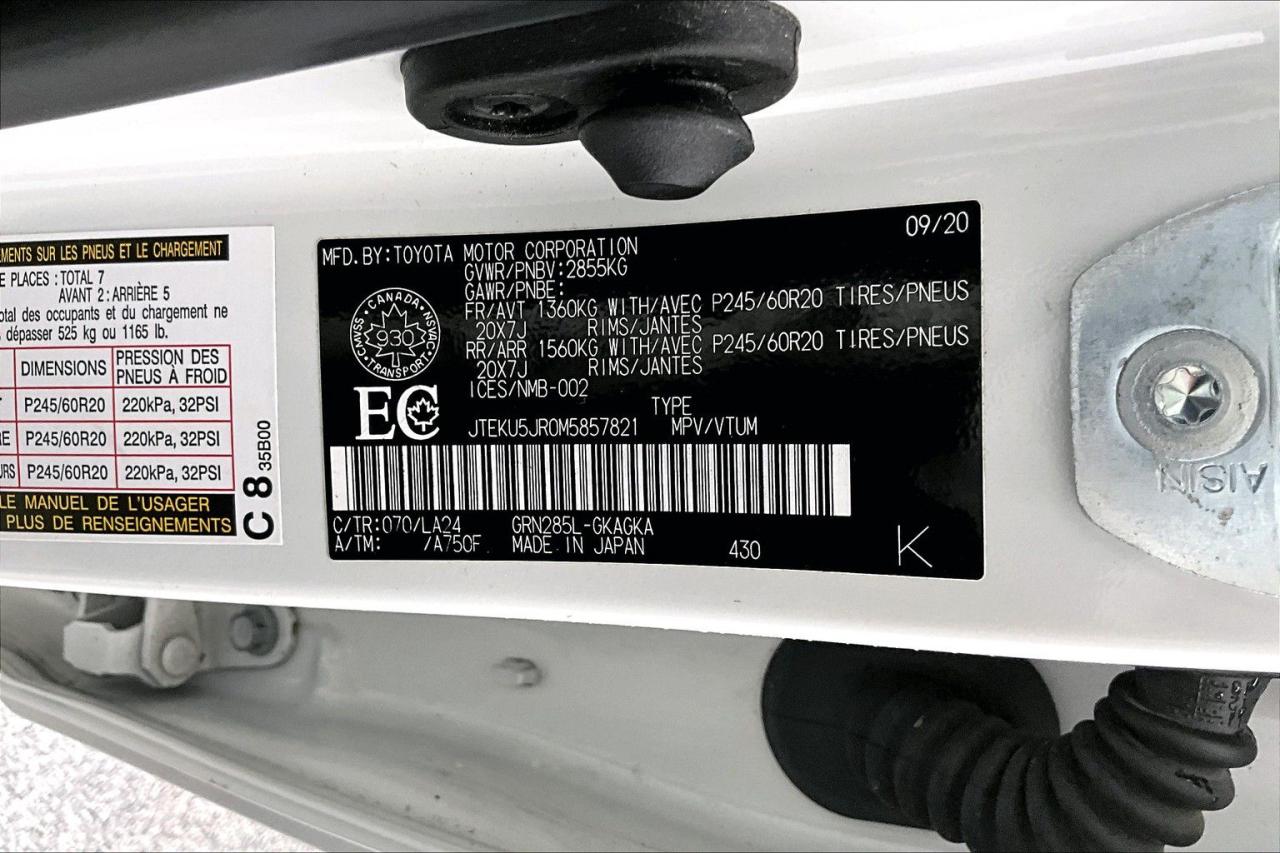 EMENTS SUR LES PNEUS ET LE CHARGEMENT
E PLACES : TOTAL 7
AVANT 2 : ARRIÈRE 5
total des occupants et du chargement ne
s dépasser 525 kg ou 1165 lb.
DIMENSIONS PRESSION DES PNEUS À FROID
T P245/60R20 220kPa, 32PSI
RE P245/60R20 220kPa, 32PSI
URS P245/60R20 220kPa, 32PSI
LE MANUEL DE L'USAGER
PLUS DE RENSEIGNEMENTS
C 8 35B00
09/20
MFD.BY:TOYOTA MOTOR CORPORATION
GVWR/PNBV:2855KG
GAWR/PNBE:
FR/AVT 1360KG WITH/AVEC P245/60R20 TIRES/PNEUS
20X7J RIMS/JANTES
RR/ARR 1560KG WITH/AVEC P245/60R20 TIRES/PNEUS
20X7J RIMS/JANTES
ICES/NMB-002
CANADA
CMVSS NSVAC
930
TRANSPORT
EC
TYPE
JTEKU5JR0M5857821 MPV/VTUM
C/TR:070/LA24 GRN285L-GKAGKA
A/TM: /A750F MADE IN JAPAN 430
K
AISIN